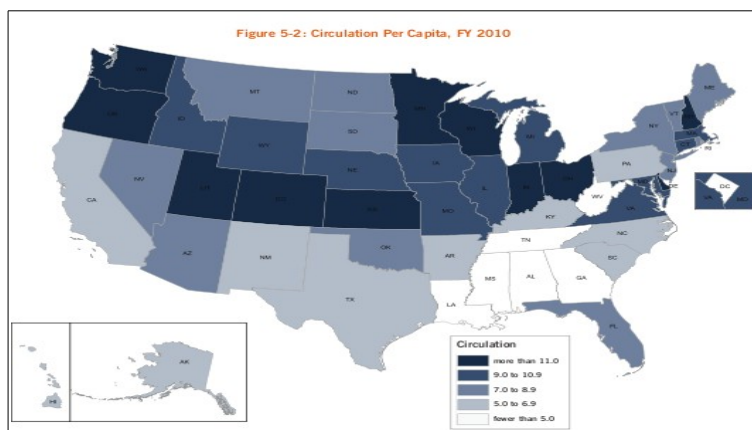 Figure 5-2: Circulation Per Capita, FY 2010
ME
MT
ND
VT
ID
SD
NY
MI
WY
CT
RI
IA
PA
NJ
NE
NV
IL
DE
DC
WV
VA
MD
CA
MO
KY
VA
TN
NC
OK
AZ
NM
AR
SC
MS
AL
GA
TX
LA
FL
AK
HI
Circulation
more than 11.0
9.0 to 10.9
7.0 to 8.9
5.0 to 6.9
fewer than 5.0